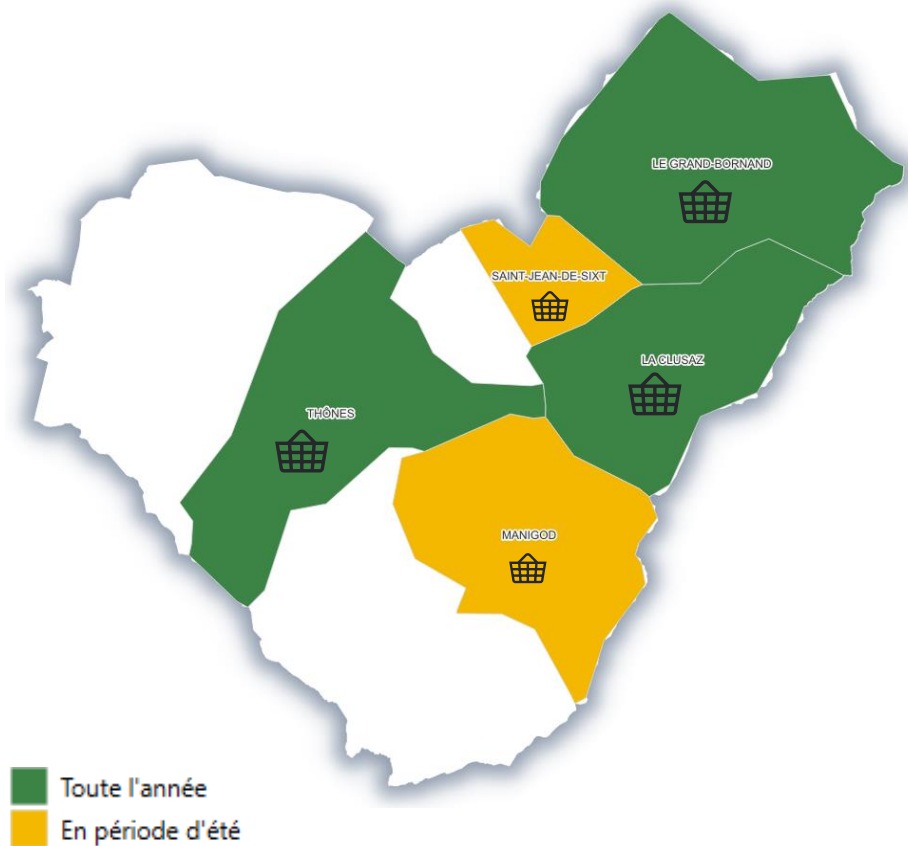 LE GRAND-BORNAND
SAINT-JEAN-DE-SIXT
LA CLUSAZ
THÔNES
MANIGOD
Toute l'année
En période d'été